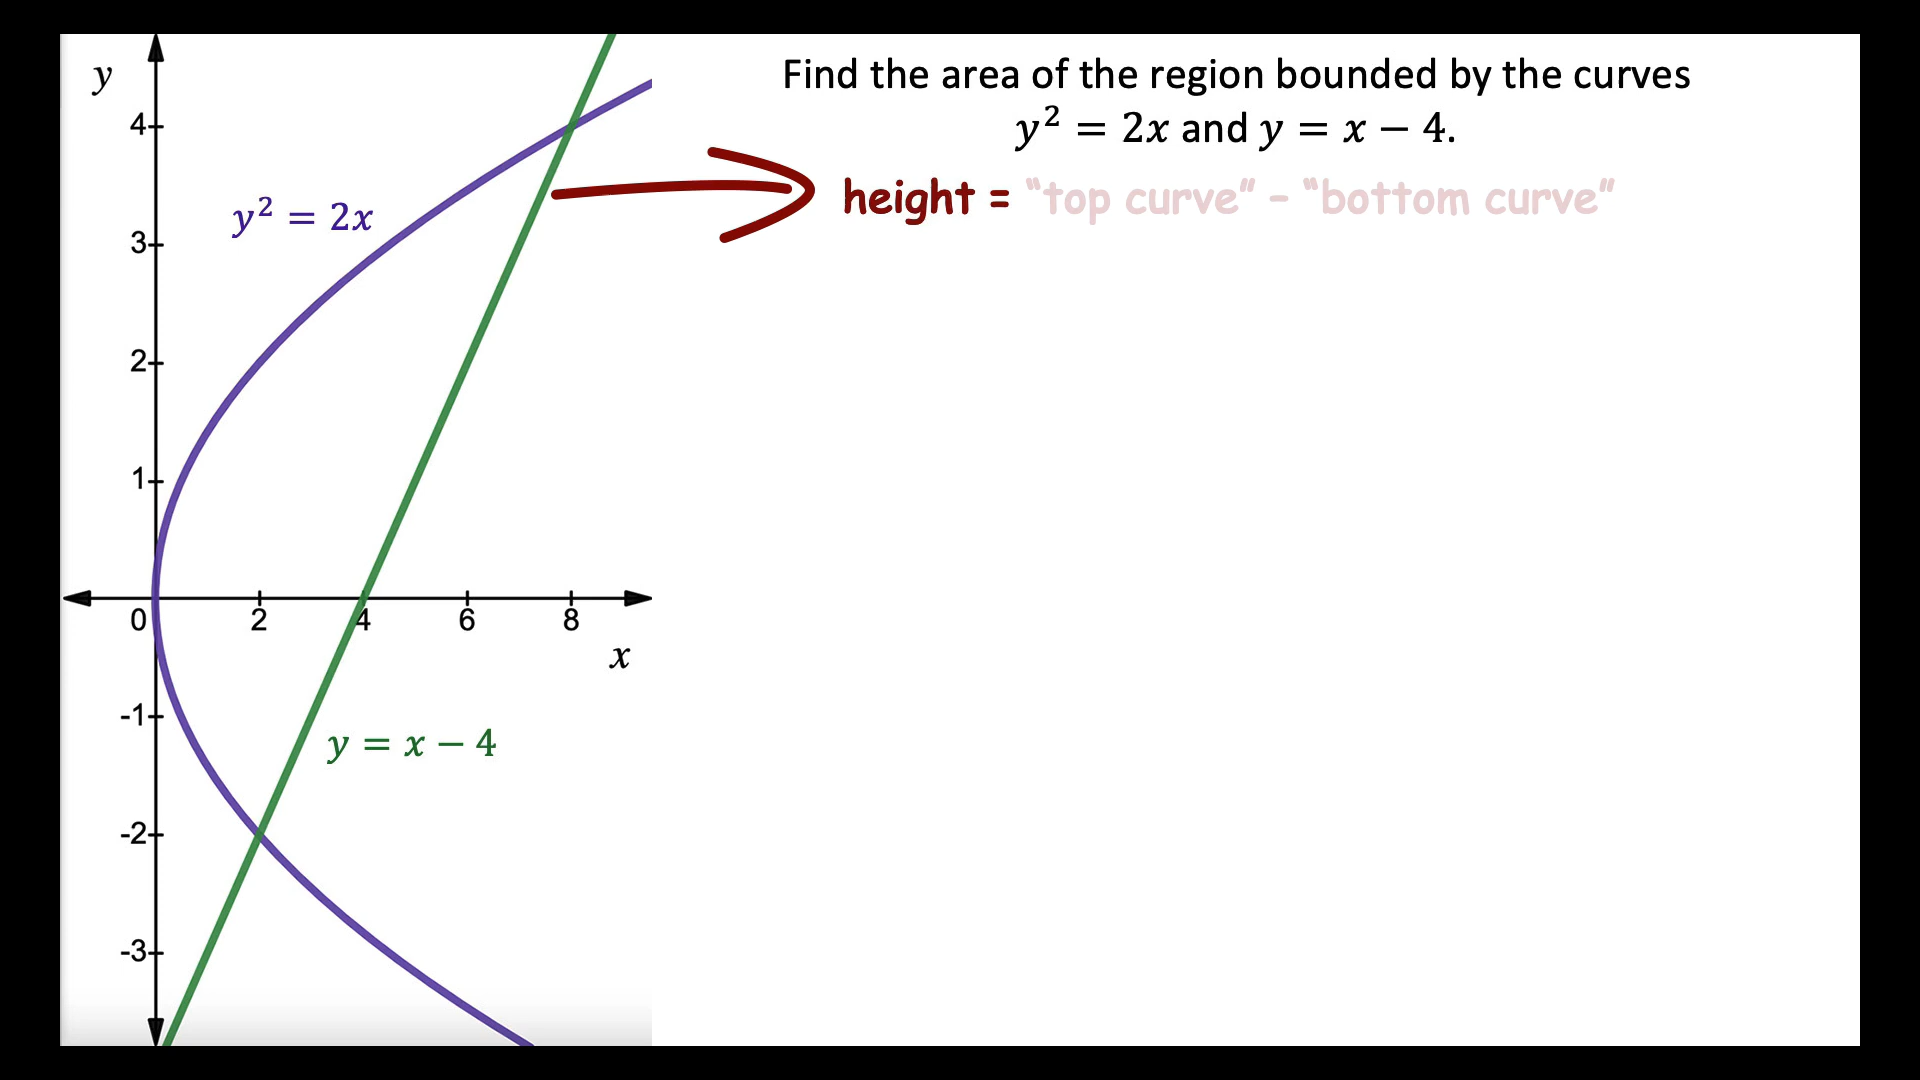 Find the area of the region bounded by the curves
y² = 2x and y = x − 4.
height = “top curve” – “bottom curve”
y
4
y² = 2x
3
2
1
0
2
4
6
8
x
-1
y = x − 4
-2
-3